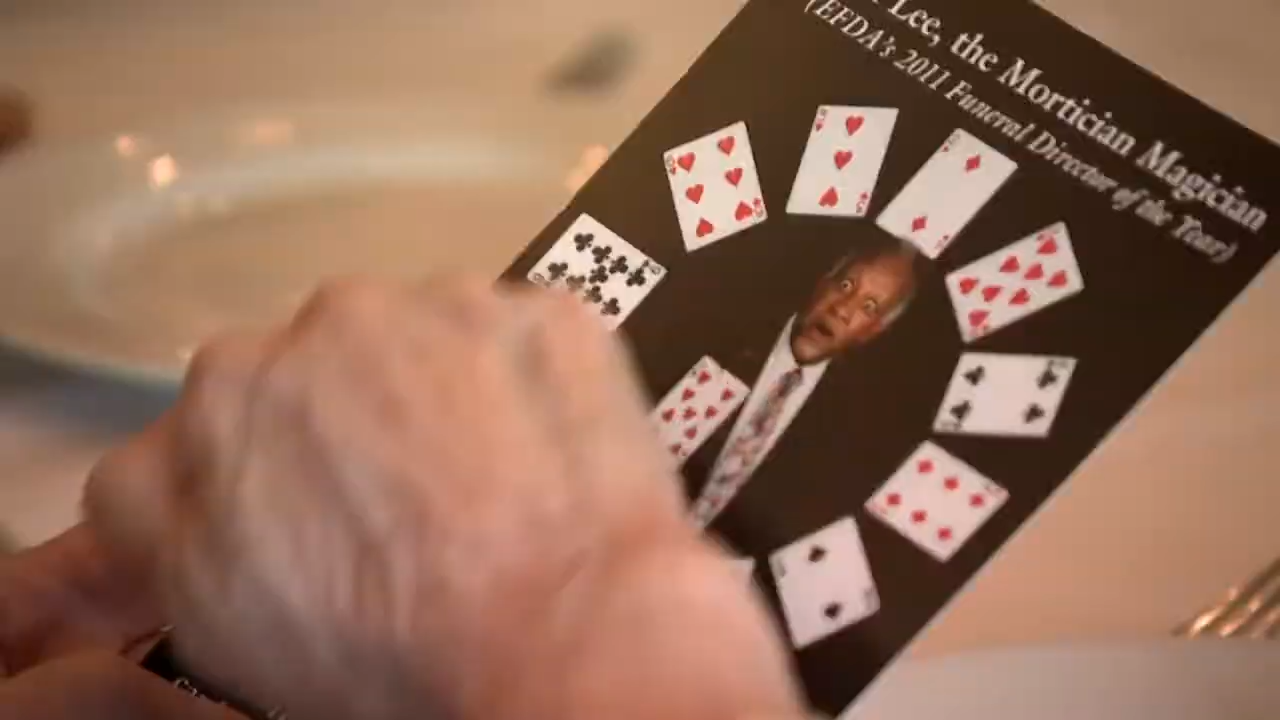 Lee, the Mortician Magician
(EFDA's 2011 Funeral Director of the Year)